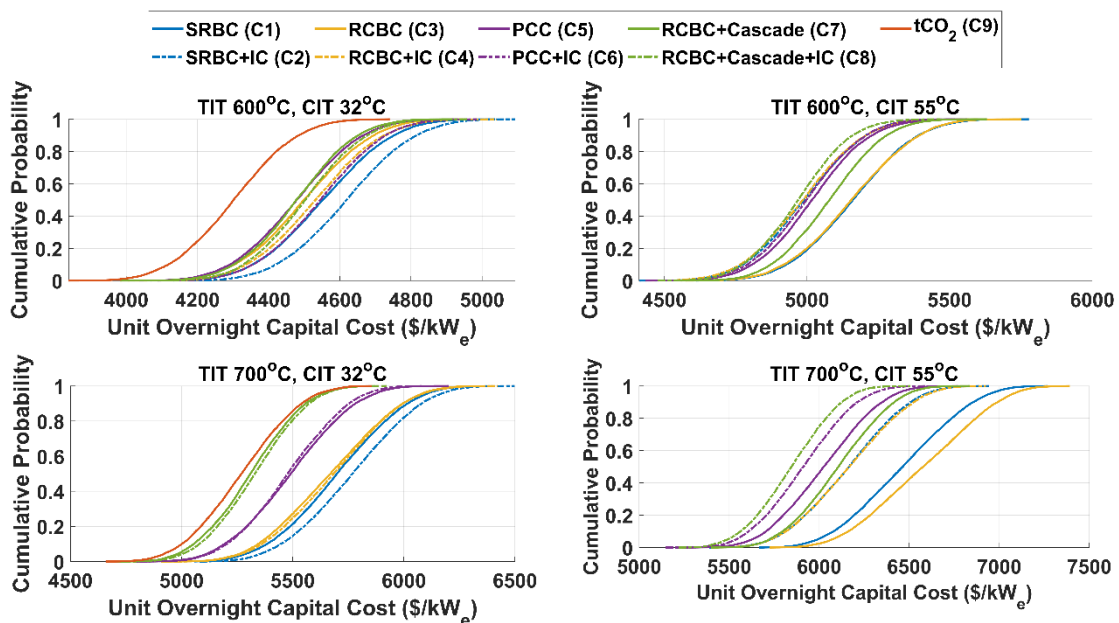 SRBC (C1) RCBC (C3) PCC (C5) RCBC+Cascade (C7) tCO2 (C9)
SRBC+IC (C2) RCBC+IC (C4) PCC+IC (C6) RCBC+Cascade+IC (C8)
TIT 600°C, CIT 32°C
Cumulative Probability
1
0.8
0.6
0.4
0.2
0
4000 4200 4400 4600 4800 5000
Unit Overnight Capital Cost ($/kWe)
TIT 600°C, CIT 55°C
Cumulative Probability
1
0.8
0.6
0.4
0.2
0
4500 5000 5500 6000
Unit Overnight Capital Cost ($/kWe)
TIT 700°C, CIT 32°C
Cumulative Probability
1
0.8
0.6
0.4
0.2
0
4500 5000 5500 6000 6500
Unit Overnight Capital Cost ($/kWe)
TIT 700°C, CIT 55°C
Cumulative Probability
1
0.8
0.6
0.4
0.2
0
5000 5500 6000 6500 7000 7500
Unit Overnight Capital Cost ($/kWe)